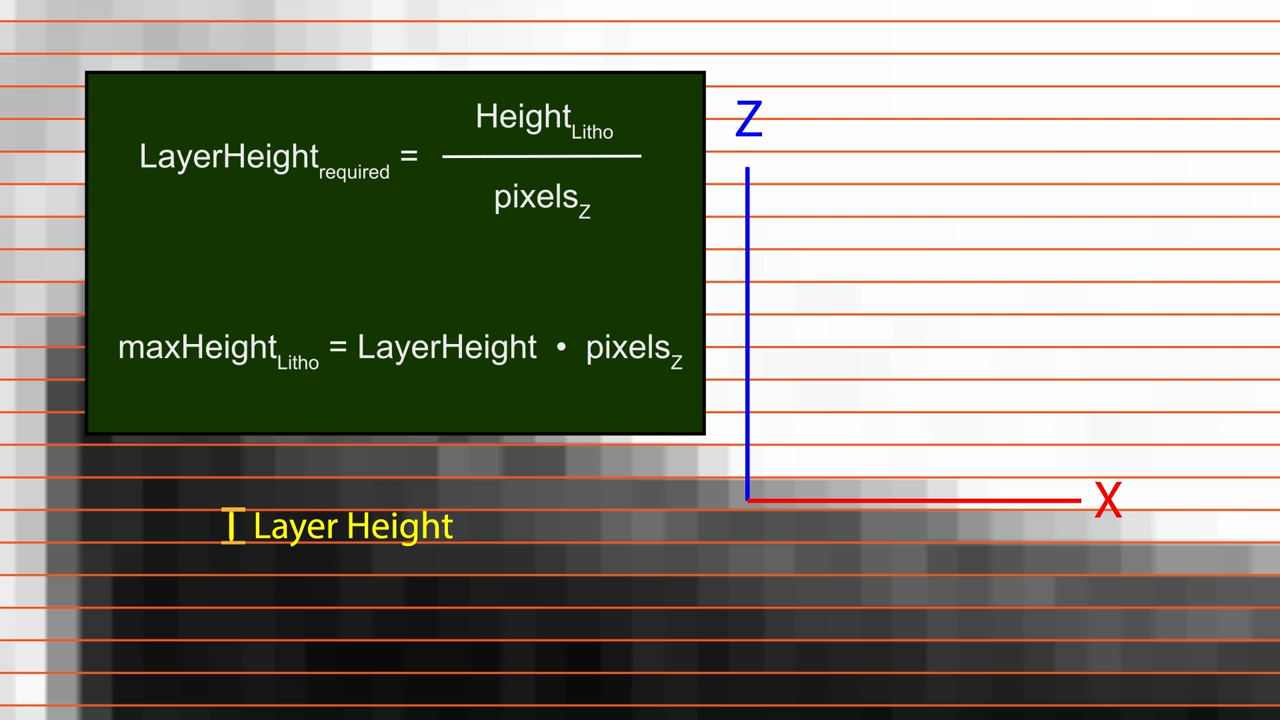 LayerHeight_required = Height_Litho / pixels_Z
Z
maxHeight_Litho = LayerHeight • pixels_Z
X
Layer Height